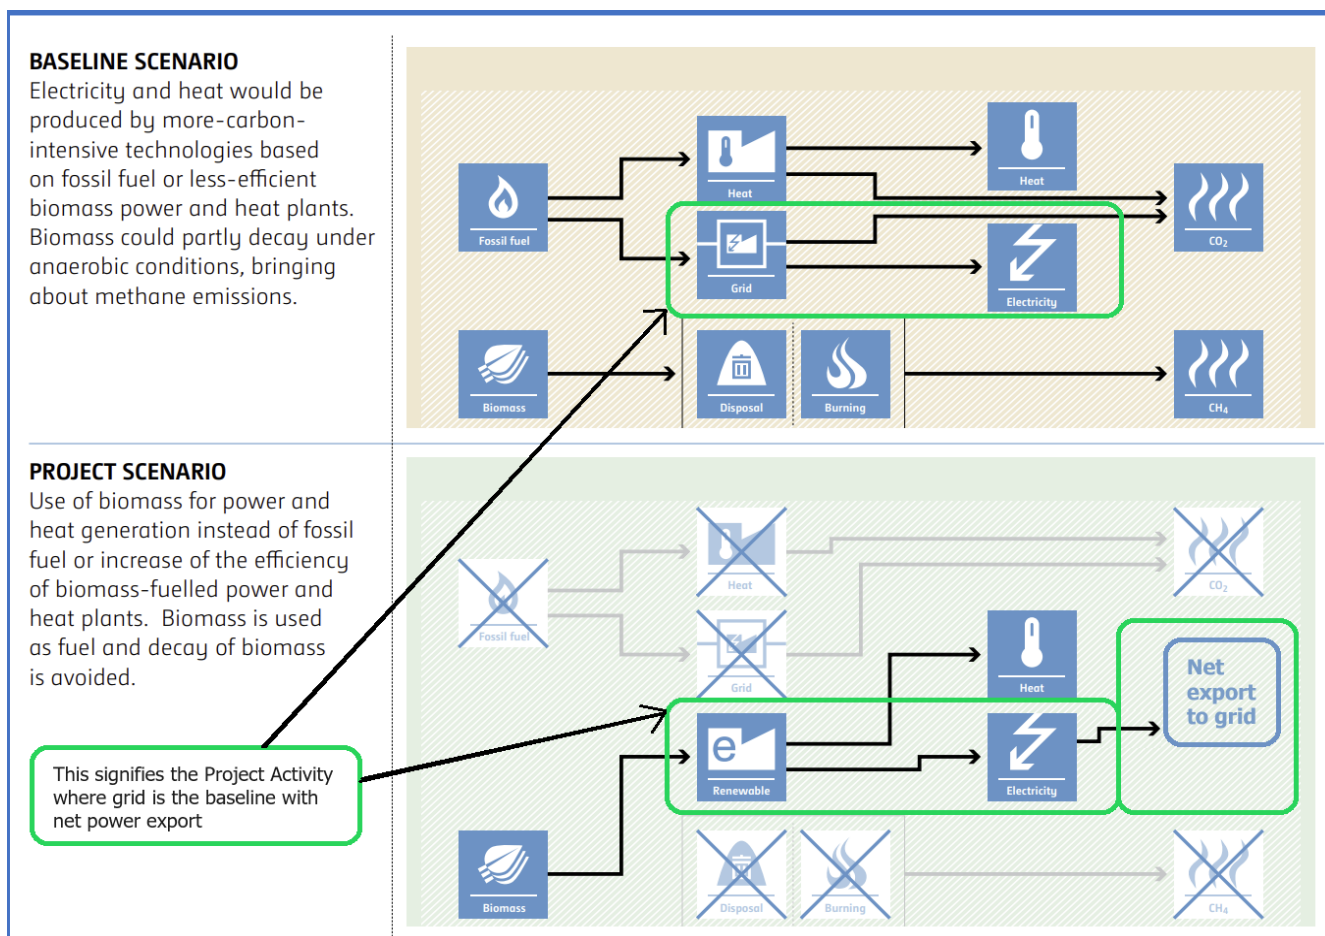 BASELINE SCENARIO
Electricity and heat would be
produced by more-carbon-
intensive technologies based
on fossil fuel or less-efficient
biomass power and heat plants.
Biomass could partly decay under
anaerobic conditions, bringing
about methane emissions.
Fossil fuel
Heat
Heat
Grid
Electricity
CO2
Biomass
Disposal
Burning
CH4
PROJECT SCENARIO
Use of biomass for power and
heat generation instead of fossil
fuel or increase of the efficiency
of biomass-fuelled power and
heat plants. Biomass is used
as fuel and decay of biomass
is avoided.
This signifies the Project Activity
where grid is the baseline with
net power export
Fossil fuel
Heat
CO2
Grid
Heat
Net
export
to grid
e
Renewable
Electricity
Biomass
Disposal
Burning
CH4